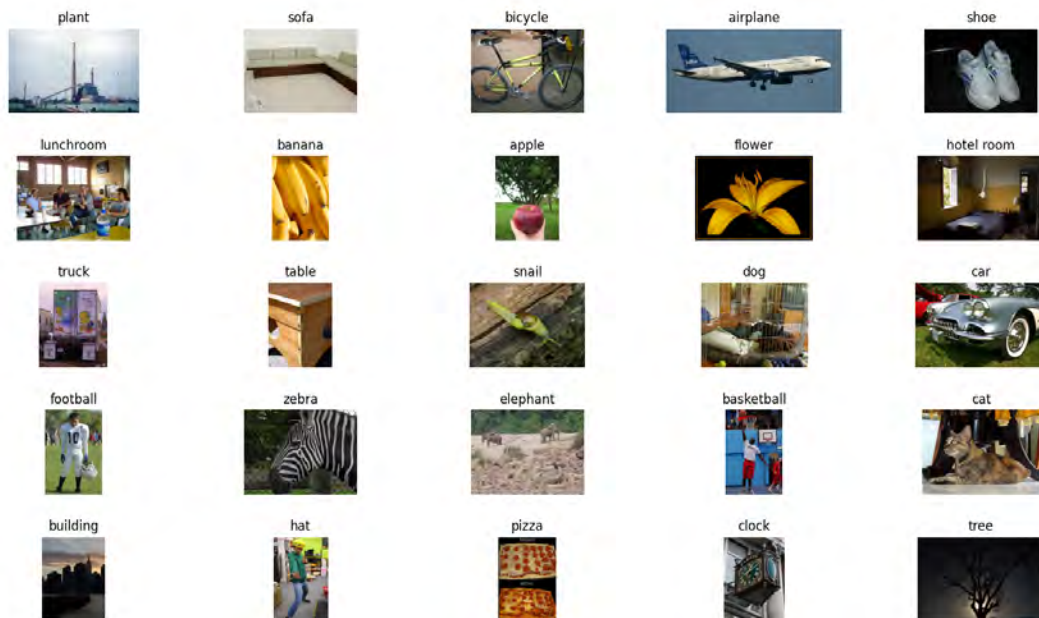 plant
sofa
bicycle
airplane
shoe
lunchroom
banana
apple
flower
hotel room
truck
table
snail
dog
car
football
10
zebra
elephant
basketball
cat
building
hat
pizza
clock
tree